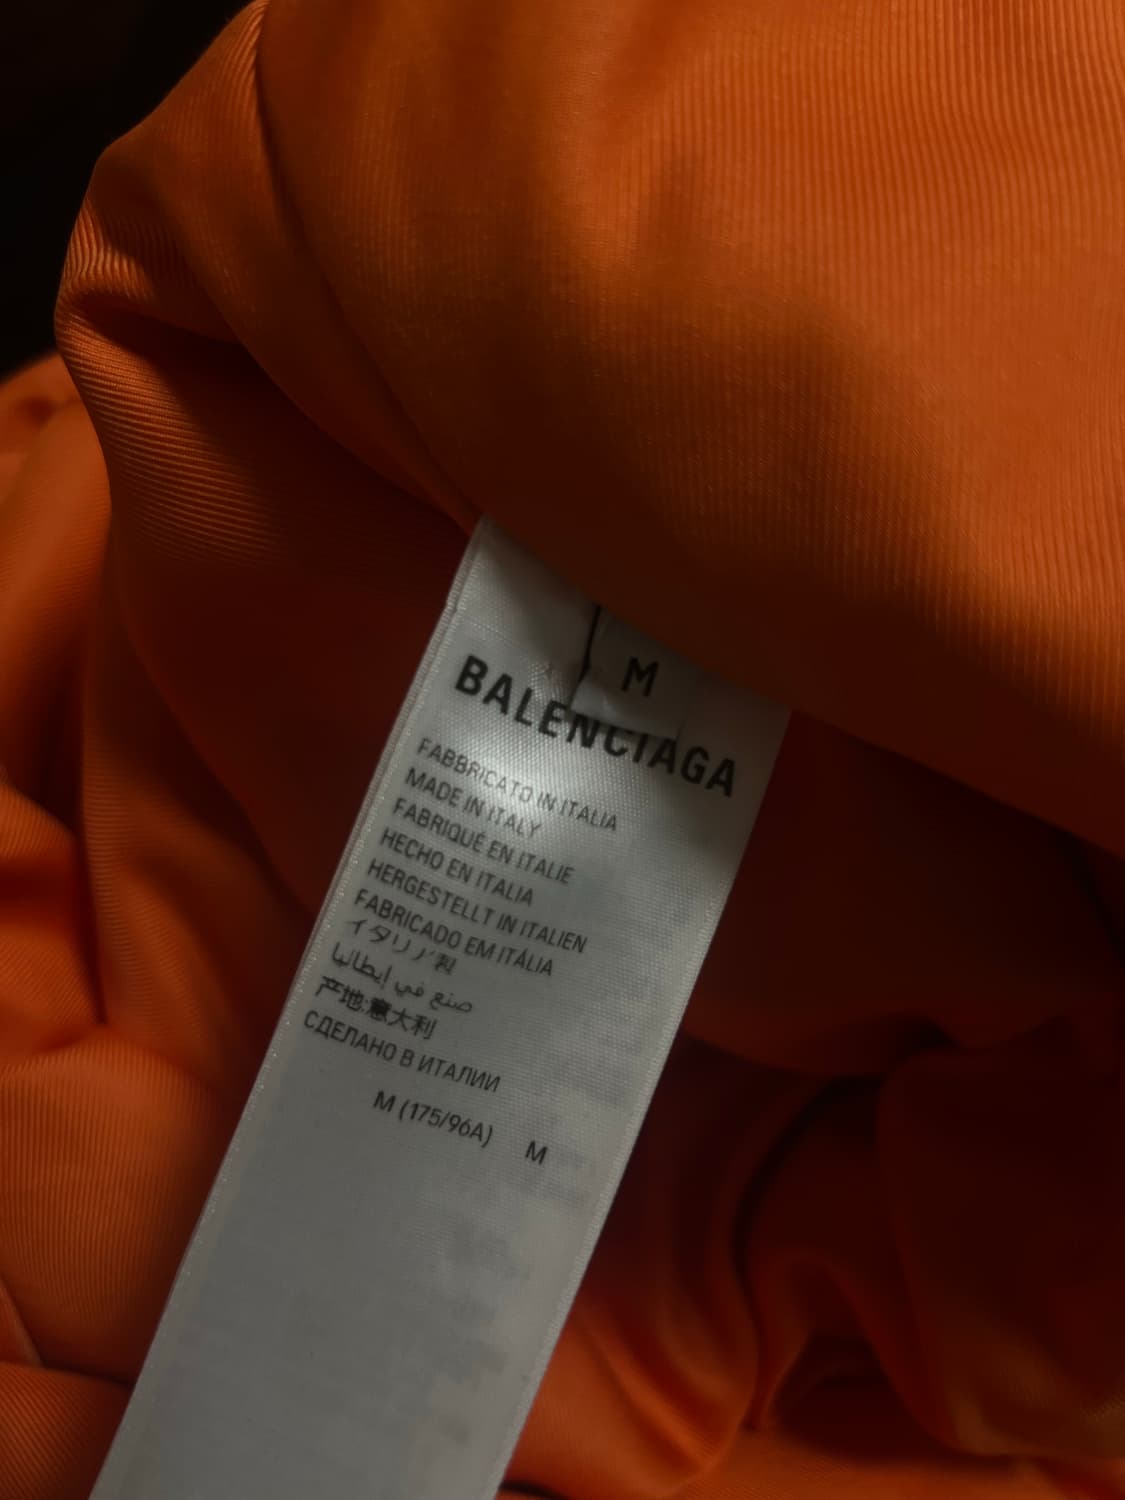 M
BALENCIAGA
FABBRICATO IN ITALIA
MADE IN ITALY
FABRIQUÉ EN ITALIE
HECHO EN ITALIA
HERGESTELLT IN ITALIEN
FABRICADO EM ITÁLIA
イタリア製
صنع في إيطاليا
产地:意大利
СДЕЛАНО В ИТАЛИИ
M (175/96A) M